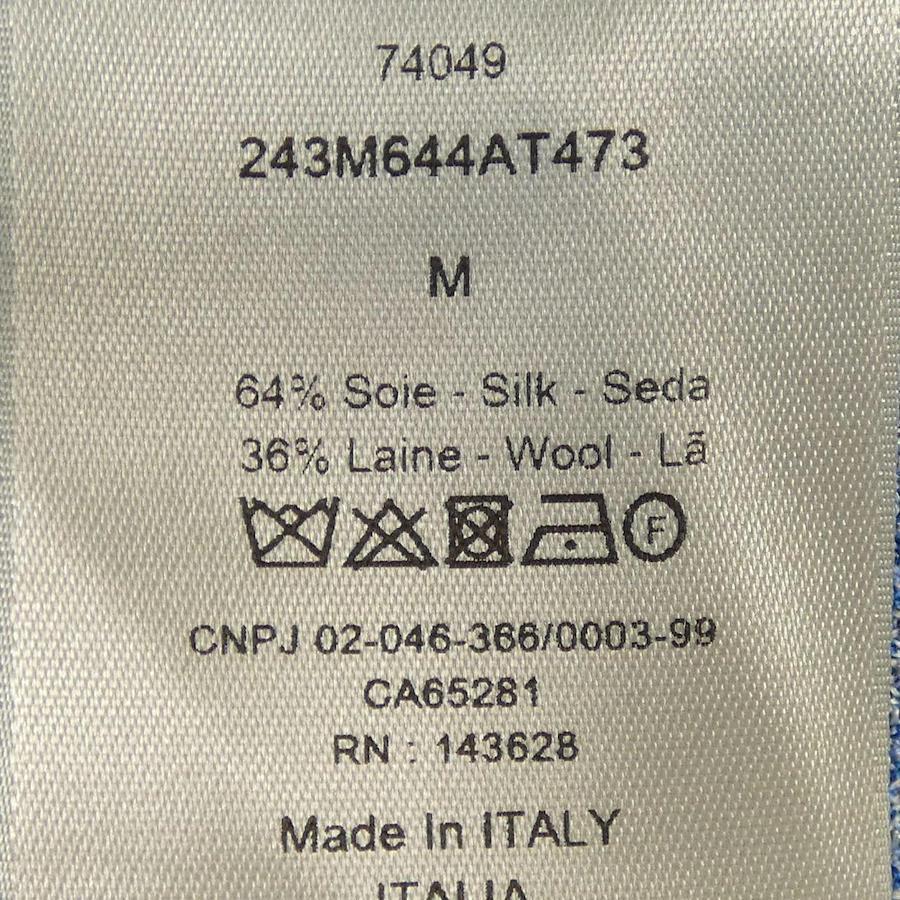 74049
243M644AT473
M
64% Soie - Silk - Seda
36% Laine - Wool - Lã
F
CNPJ 02-046-366/0003-99
CA65281
RN : 143628
Made In ITALY
ITALIA